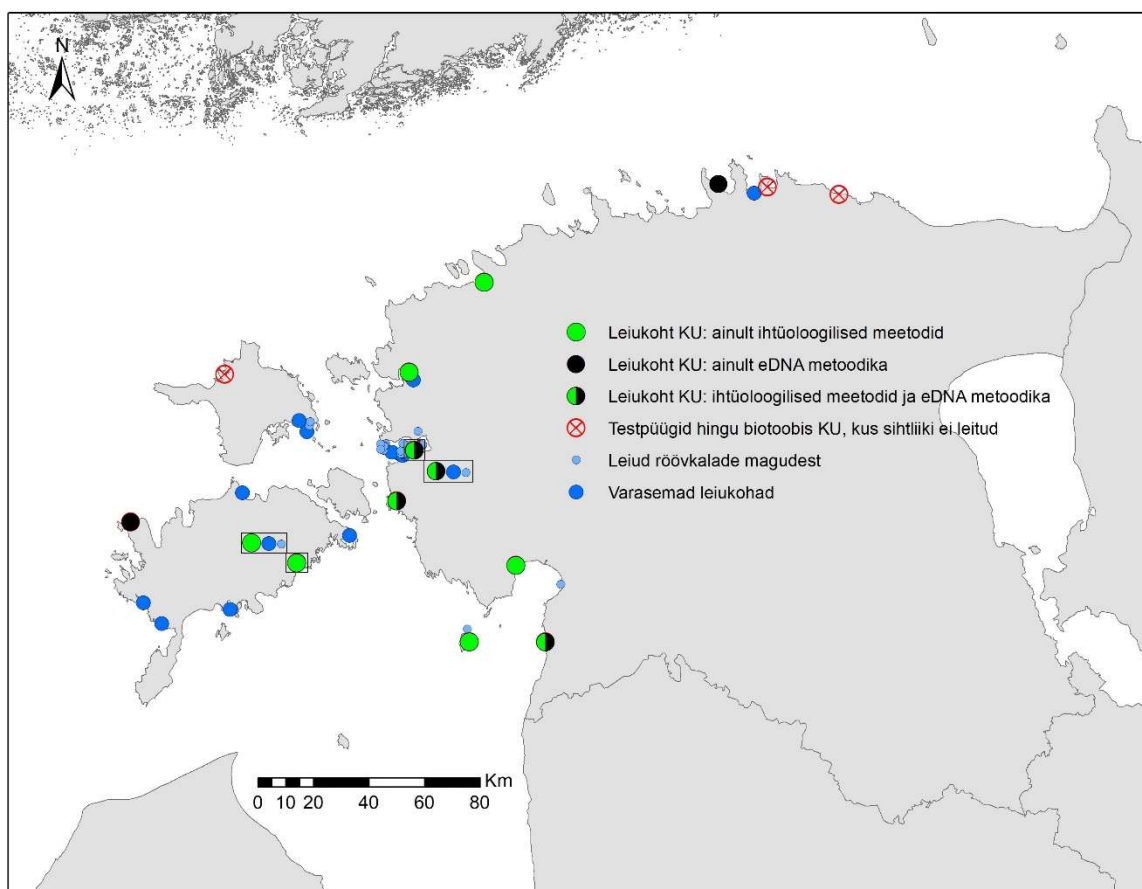 N
Leiukoht KU: ainult ihtüoloogilised meetodid
Leiukoht KU: ainult eDNA metoodika
Leiukoht KU: ihtüoloogilised meetodid ja eDNA metoodika
Testpüügid hingu biotoobis KU, kus sihtliiki ei leitud
Leiud röövkalade magudest
Varasemad leiukohad
Km
0 10 20 40 60 80